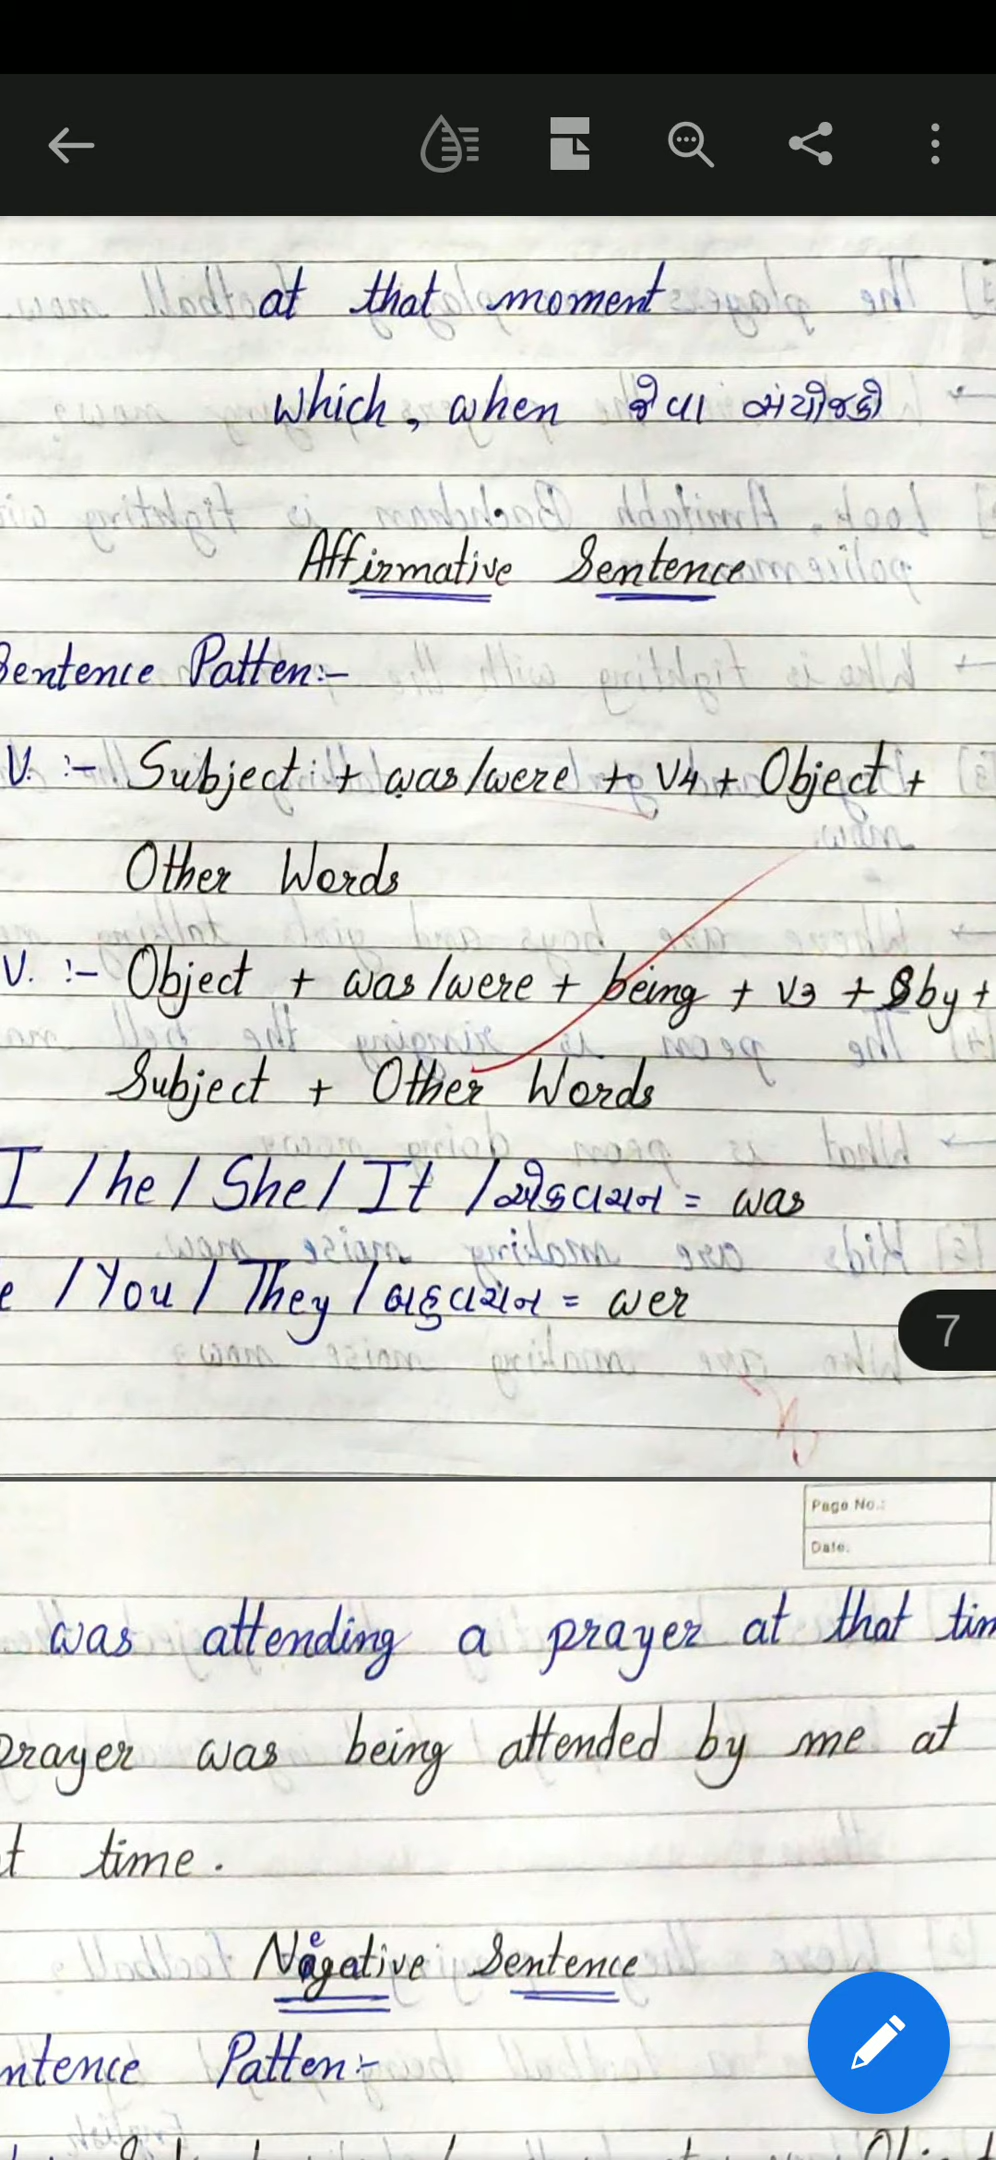 at that moment
which, when જેવા સંયોજકો
Affirmative Sentence
Sentence Patten:-
V. :- Subject + was/were + V4 + Object +
Other Words
V. :- Object + was/were + being + V3 + by +
Subject + Other Words
I / he / She / It / એકવચન = was
e / You / They / બહુવચન = wer
7
Page No.:
Date:
was attending a prayer at that tim
prayer was being attended by me at
t time.
Negative Sentence
ntence Patten:-